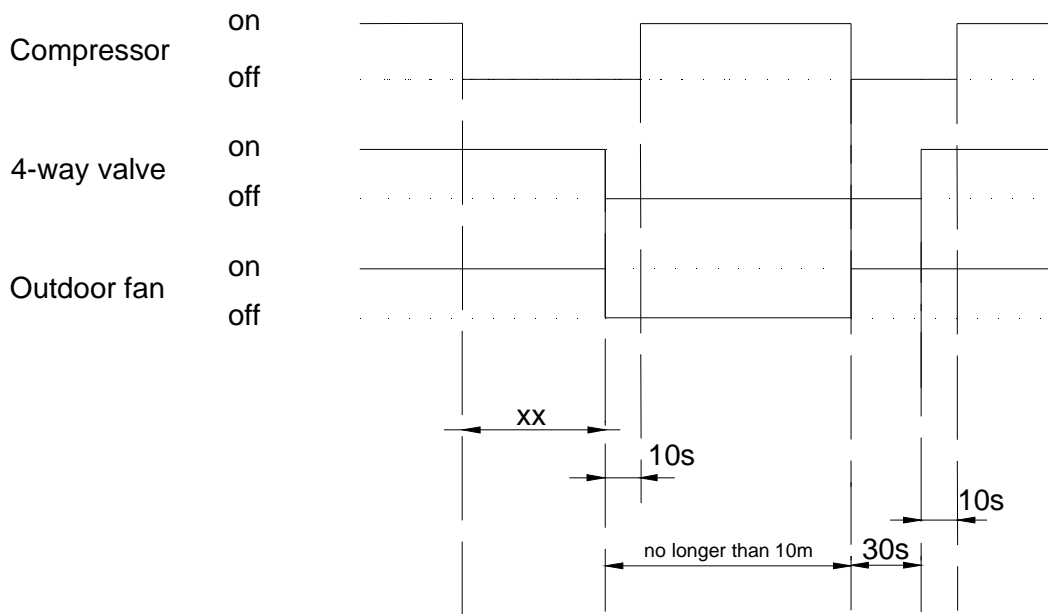 on
Compressor
off
on
4-way valve
off
on
Outdoor fan
off
xx
10s
10s
no longer than 10m
30s